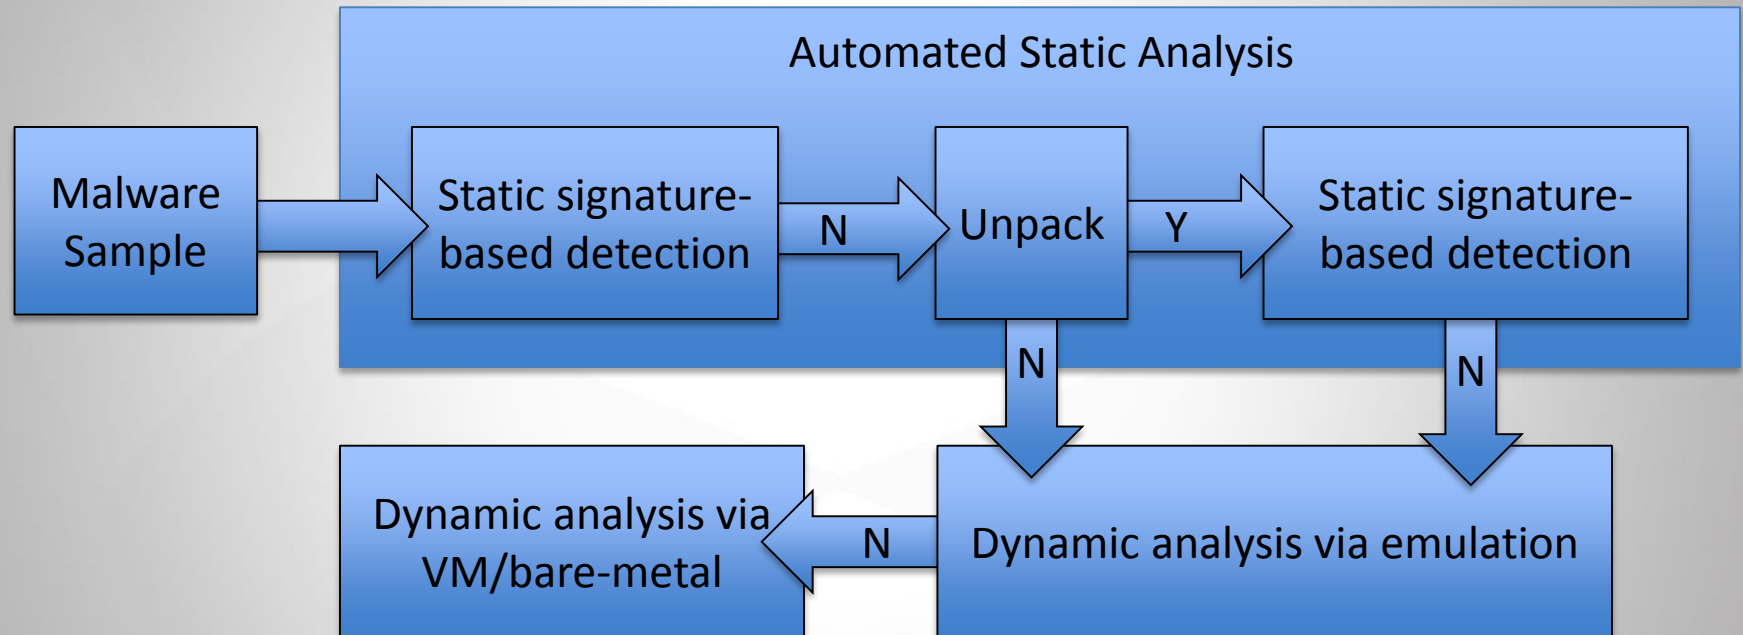 Automated Static Analysis
Malware
Sample
Static signature-
based detection
N
Unpack
Y
Static signature-
based detection
N
N
Dynamic analysis via
VM/bare-metal
N
Dynamic analysis via emulation